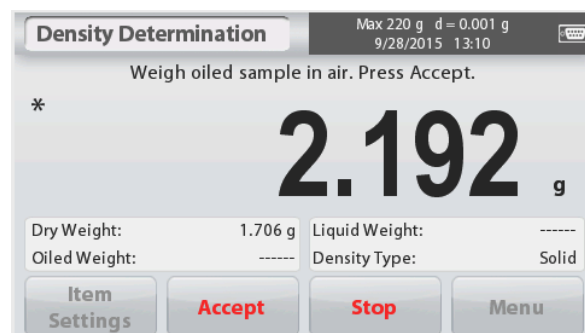 Density Determination
Max 220 g d = 0.001 g
9/28/2015 13:10
Weigh oiled sample in air. Press Accept.
*
2.192 g
Dry Weight: 1.706 g Liquid Weight: ------
Oiled Weight: ------ Density Type: Solid
Item Settings Accept Stop Menu